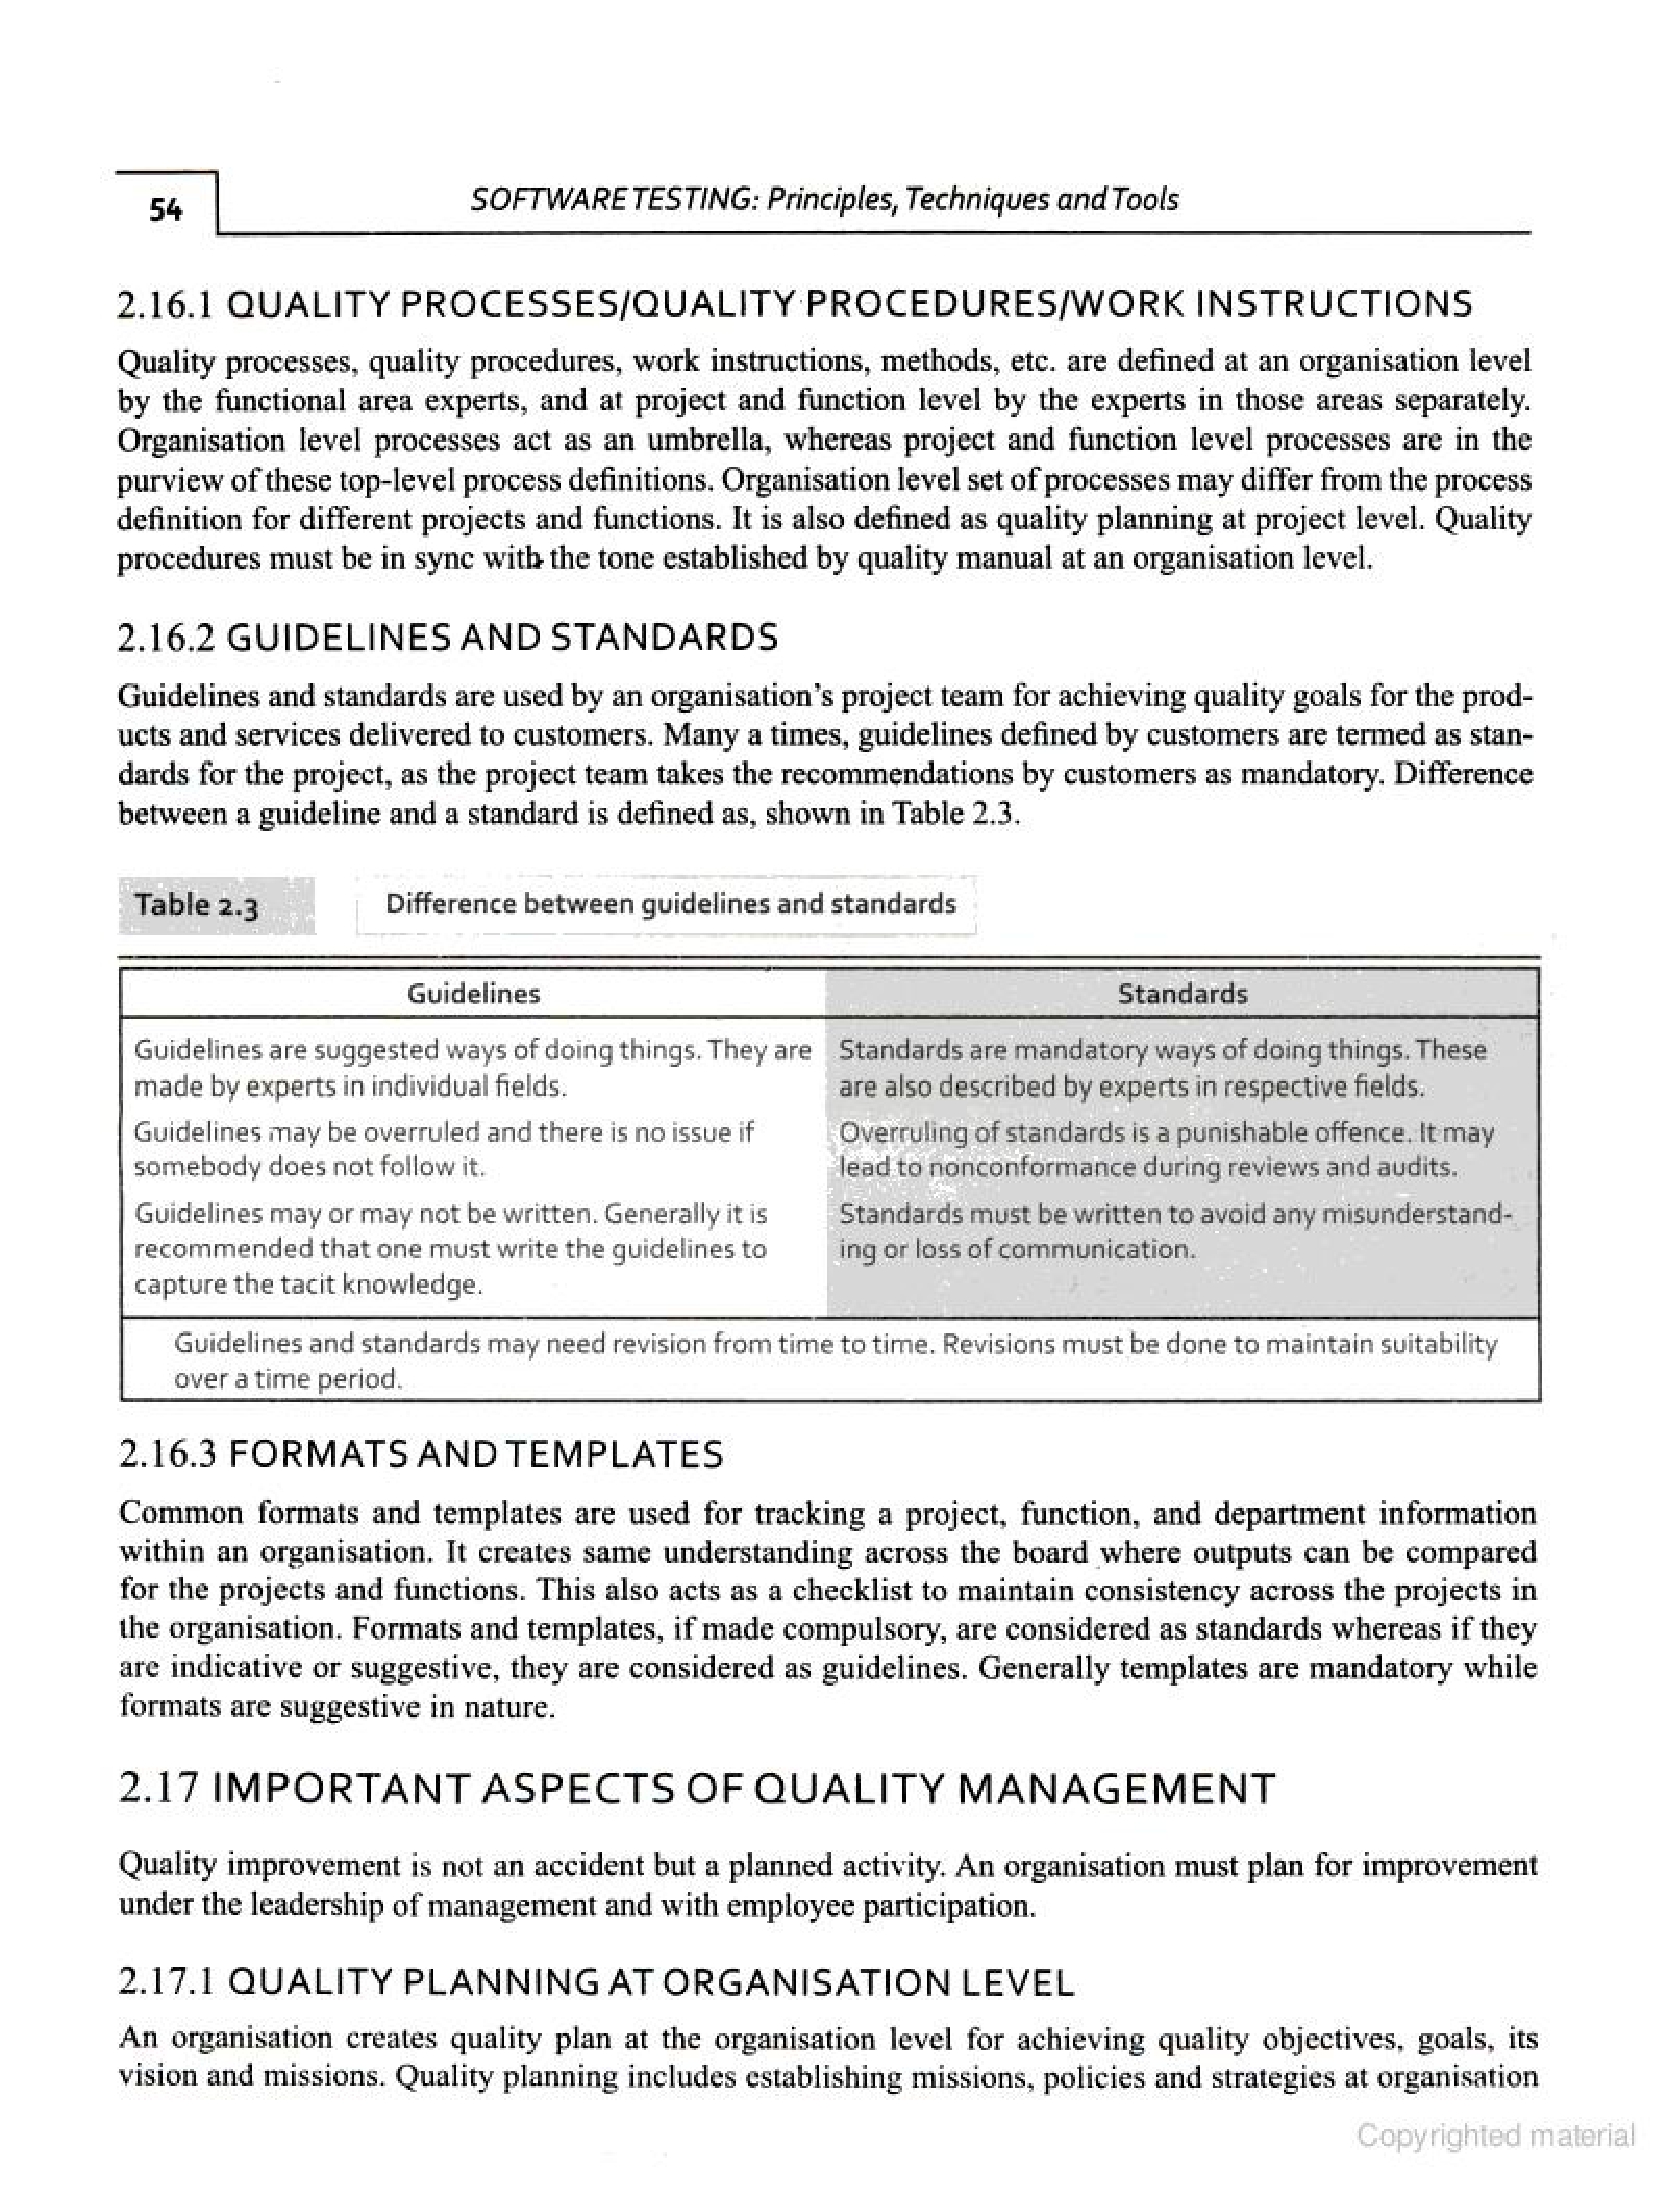 54
SOFTWARE TESTING: Principles, Techniques and Tools
2.16.1 QUALITY PROCESSES/QUALITY PROCEDURES/WORK INSTRUCTIONS
Quality processes, quality procedures, work instructions, methods, etc. are defined at an organisation level
by the functional area experts, and at project and function level by the experts in those areas separately.
Organisation level processes act as an umbrella, whereas project and function level processes are in the
purview of these top-level process definitions. Organisation level set of processes may differ from the process
definition for different projects and functions. It is also defined as quality planning at project level. Quality
procedures must be in sync with the tone established by quality manual at an organisation level.
2.16.2 GUIDELINES AND STANDARDS
Guidelines and standards are used by an organisation's project team for achieving quality goals for the prod-
ucts and services delivered to customers. Many a times, guidelines defined by customers are termed as stan-
dards for the project, as the project team takes the recommendations by customers as mandatory. Difference
between a guideline and a standard is defined as, shown in Table 2.3.
Table 2.3
Difference between guidelines and standards
Guidelines
Standards
Guidelines are suggested ways of doing things. They are
made by experts in individual fields.
Standards are mandatory ways of doing things. These
are also described by experts in respective fields.
Guidelines may be overruled and there is no issue if
somebody does not follow it.
Overruling of standards is a punishable offence. It may
lead to nonconformance during reviews and audits.
Guidelines may or may not be written. Generally it is
recommended that one must write the guidelines to
capture the tacit knowledge.
Standards must be written to avoid any misunderstand-
ing or loss of communication.
Guidelines and standards may need revision from time to time. Revisions must be done to maintain suitability
over a time period.
2.16.3 FORMATS AND TEMPLATES
Common formats and templates are used for tracking a project, function, and department information
within an organisation. It creates same understanding across the board where outputs can be compared
for the projects and functions. This also acts as a checklist to maintain consistency across the projects in
the organisation. Formats and templates, if made compulsory, are considered as standards whereas if they
are indicative or suggestive, they are considered as guidelines. Generally templates are mandatory while
formats are suggestive in nature.
2.17 IMPORTANT ASPECTS OF QUALITY MANAGEMENT
Quality improvement is not an accident but a planned activity. An organisation must plan for improvement
under the leadership of management and with employee participation.
2.17.1 QUALITY PLANNING AT ORGANISATION LEVEL
An organisation creates quality plan at the organisation level for achieving quality objectives, goals, its
vision and missions. Quality planning includes establishing missions, policies and strategies at organisation
Copyrighted material